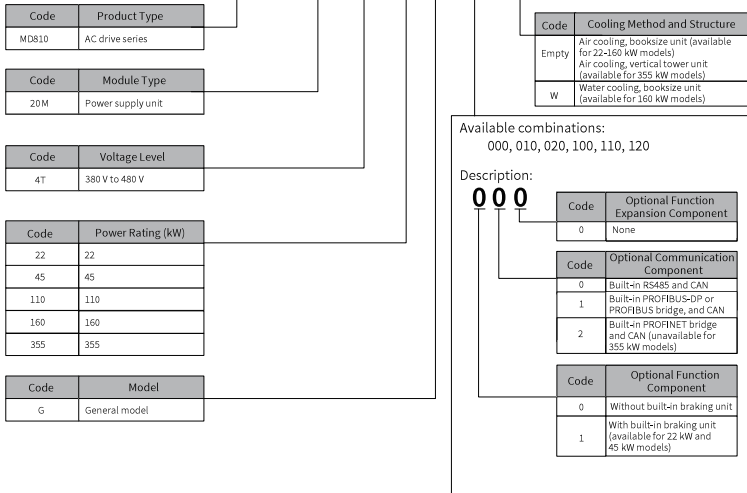 Code Product Type
MD810 AC drive series
Code Module Type
20M Power supply unit
Code Voltage Level
4T 380 V to 480 V
Code Power Rating (kW)
22 22
45 45
110 110
160 160
355 355
Code Model
G General model
Code Cooling Method and Structure
Empty Air cooling, booksize unit (available
for 22-160 kW models)
Air cooling, vertical tower unit
(available for 355 kW models)
W Water cooling, booksize unit
(available for 160 kW models)
Available combinations:
000, 010, 020, 100, 110, 120
Description:
0 0 0
Code Optional Function
Expansion Component
0 None
Code Optional Communication
Component
0 Built-in RS485 and CAN
1 Built-in PROFIBUS-DP or
PROFIBUS bridge, and CAN
2 Built-in PROFINET bridge
and CAN (unavailable for
355 kW models)
Code Optional Function
Component
0 Without built-in braking unit
1 With built-in braking unit
(available for 22 kW and
45 kW models)